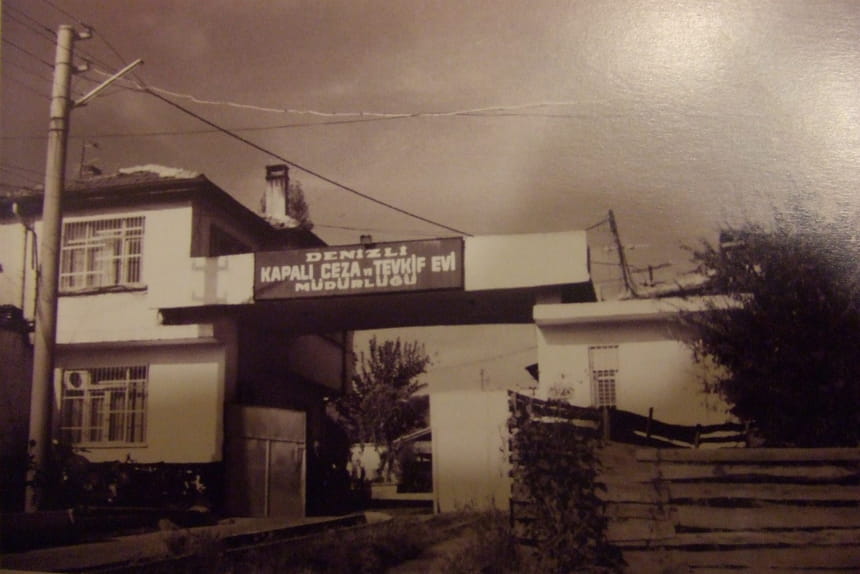 DENİZLİ
KAPALI CEZA ve TEVKİF EVİ
MÜDÜRLÜĞÜ